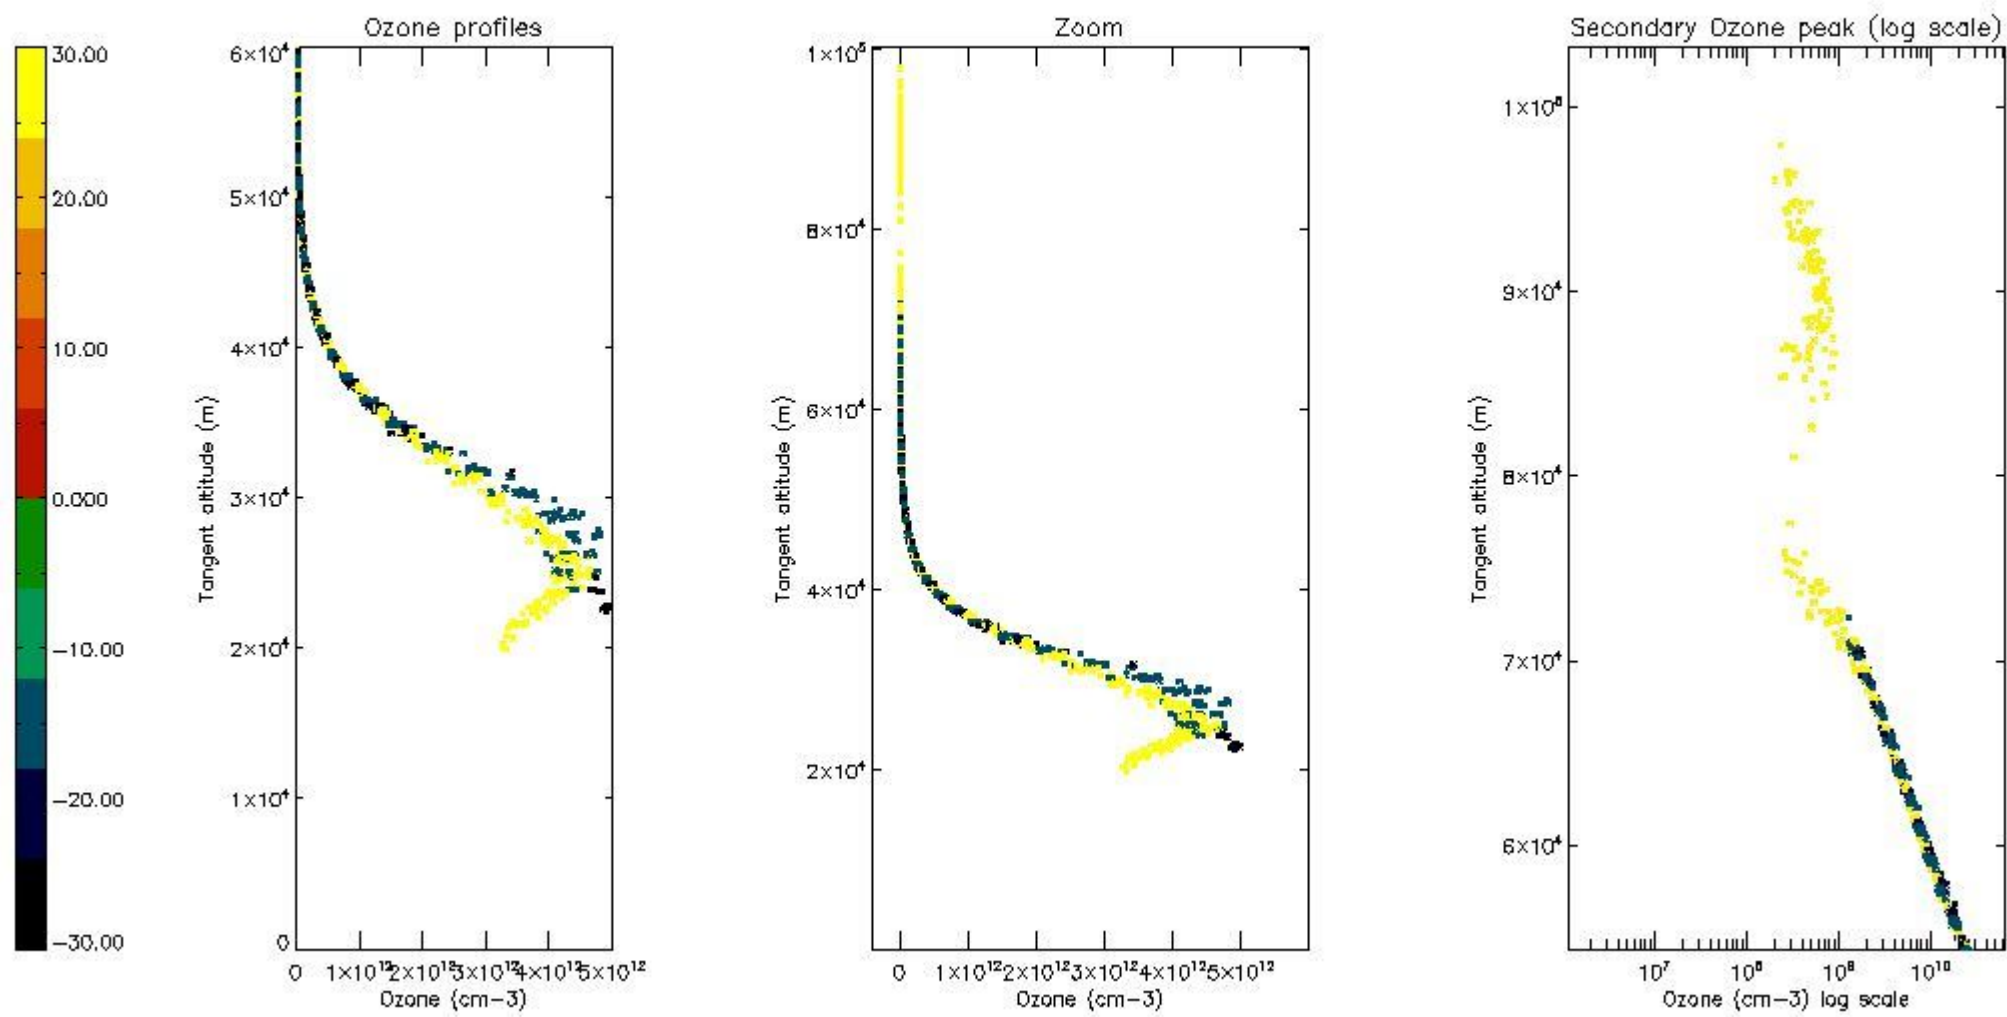 Ozone profiles
Zoom
Secondary Ozone peak (log scale)
30.00
20.00
10.00
0.00
-10.00
-20.00
-30.00
6×10⁴
5×10⁴
4×10⁴
3×10⁴
2×10⁴
1×10⁴
0
Tangent altitude (m)
0 1×10¹² 2×10¹² 3×10¹² 4×10¹² 5×10¹²
Ozone (cm-3)
1×10⁵
8×10⁴
6×10⁴
4×10⁴
2×10⁴
Tangent altitude (m)
0 1×10¹² 2×10¹² 3×10¹² 4×10¹² 5×10¹²
Ozone (cm-3)
1×10⁵
9×10⁴
8×10⁴
7×10⁴
6×10⁴
Tangent altitude (m)
10⁷ 10⁸ 10⁹ 10¹⁰
Ozone (cm-3) log scale